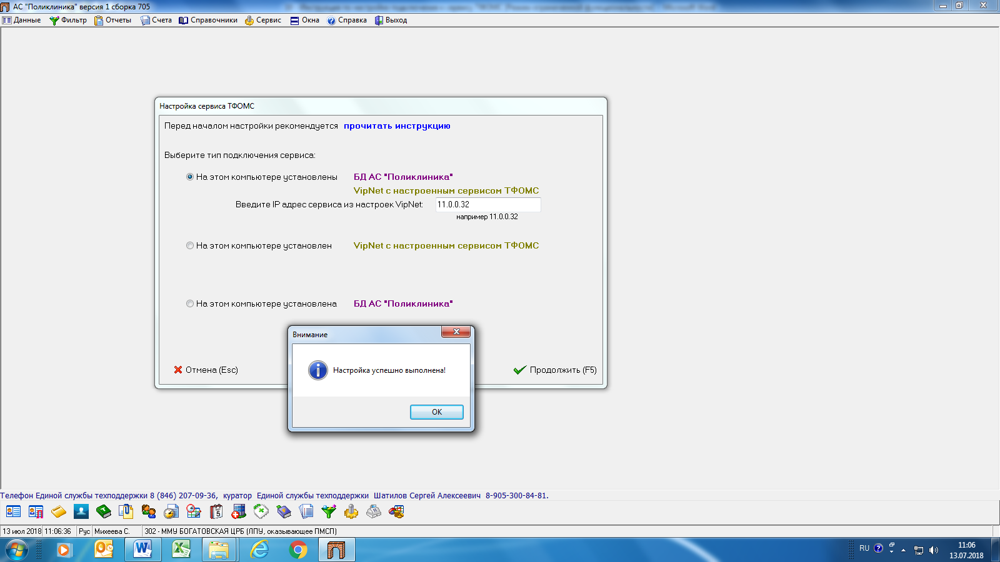 АС "Поликлиника" версия 1 сборка 705
Данные Фильтр Отчеты Счета Справочники Сервис Окна Справка Выход
Настройка сервиса ТФОМС
Перед началом настройки рекомендуется прочитать инструкцию
Выберите тип подключения сервиса:
На этом компьютере установлены БД АС "Поликлиника"
VipNet с настроенным сервисом ТФОМС
Введите IP адрес сервиса из настроек VipNet: 11.0.0.32
например 11.0.0.32
На этом компьютере установлен VipNet с настроенным сервисом ТФОМС
На этом компьютере установлена БД АС "Поликлиника"
Внимание
Настройка успешно выполнена!
Отмена (Esc) Продолжить (F5)
OK
Телефон Единой службы техподдержки 8 (846) 207-09-36, куратор Единой службы техподдержки Шатилов Сергей Алексеевич 8-905-300-84-81.
13 июл 2018 11:06:36 Рус Михеева С. 302 - ММУ БОГАТОВСКАЯ ЦРБ (ЛПУ, оказывающее ПМСП)
RU 11:06
13.07.2018